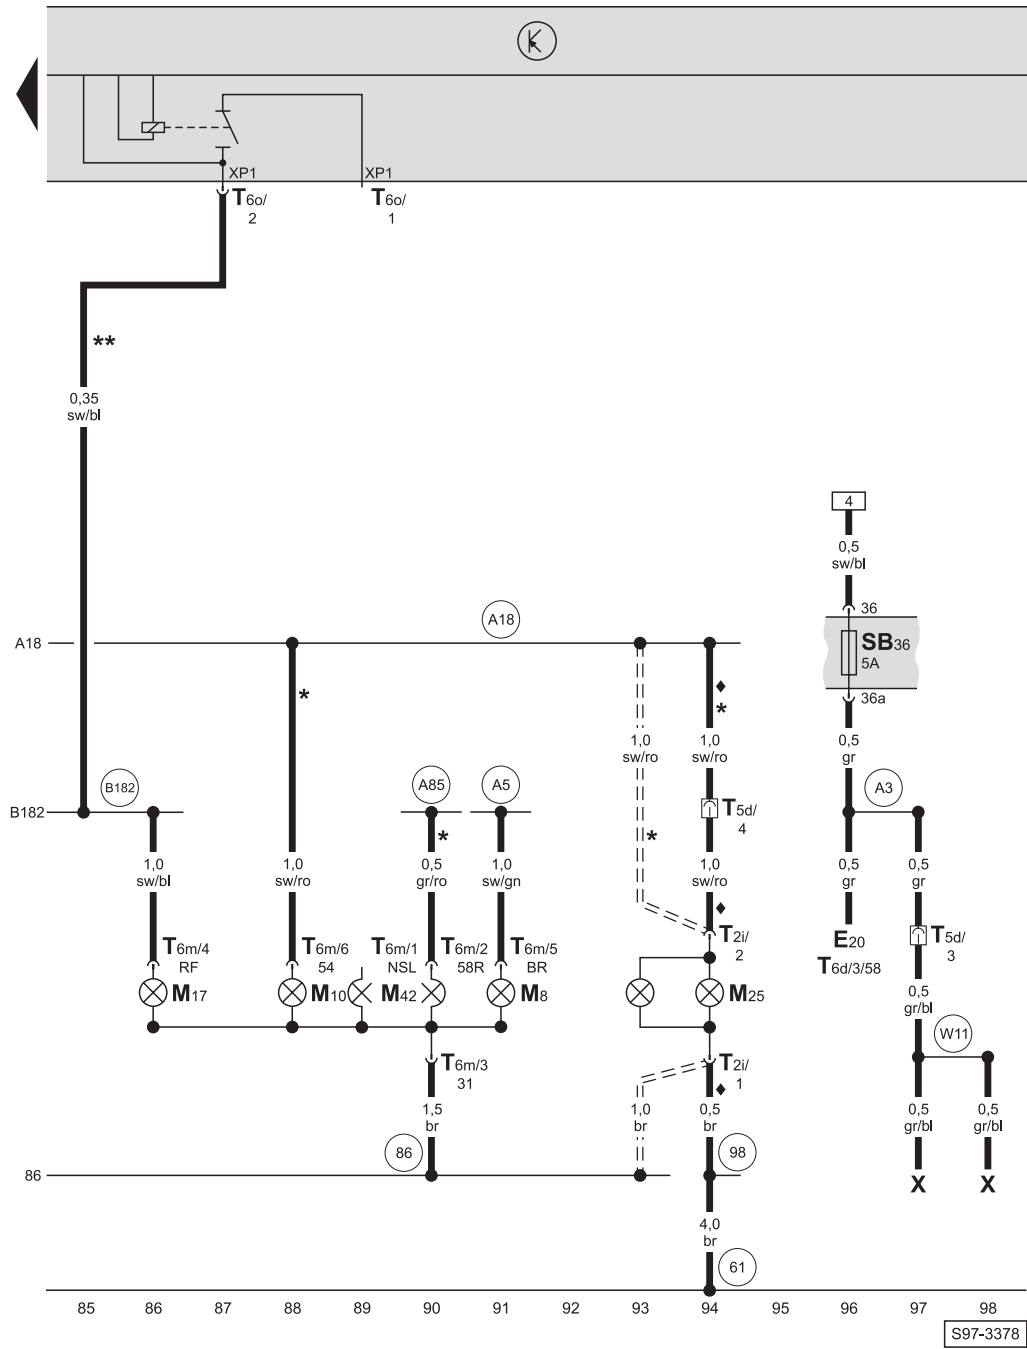 XP1 XP1
T6o/ T6o/
2 1
**
0,35
sw/bl
4
0,5
sw/bl
36
A18 A18
SB36
5A
*
♦
*
36a
1,0 1,0 0,5
sw/ro sw/ro gr
B182 B182 A85 A5 A3
T5d/
4
* *
1,0 1,0 0,5 1,0 1,0 0,5 0,5
sw/bl sw/ro gr/ro sw/gn sw/ro gr gr
♦
T6m/4 T6m/6 T6m/1 T6m/2 T6m/5 T2i/ E20 T5d/
RF 54 NSL 58R BR 2 T6d/3/58 3
M17 M10 M42 M8 M25
0,5
gr/bl
W11
T6m/3 T2i/
31 1
♦
1,5 1,0 0,5 0,5 0,5
br br br gr/bl gr/bl
86 98
86 X X
4,0
br
61
85 86 87 88 89 90 91 92 93 94 95 96 97 98
S97-3378